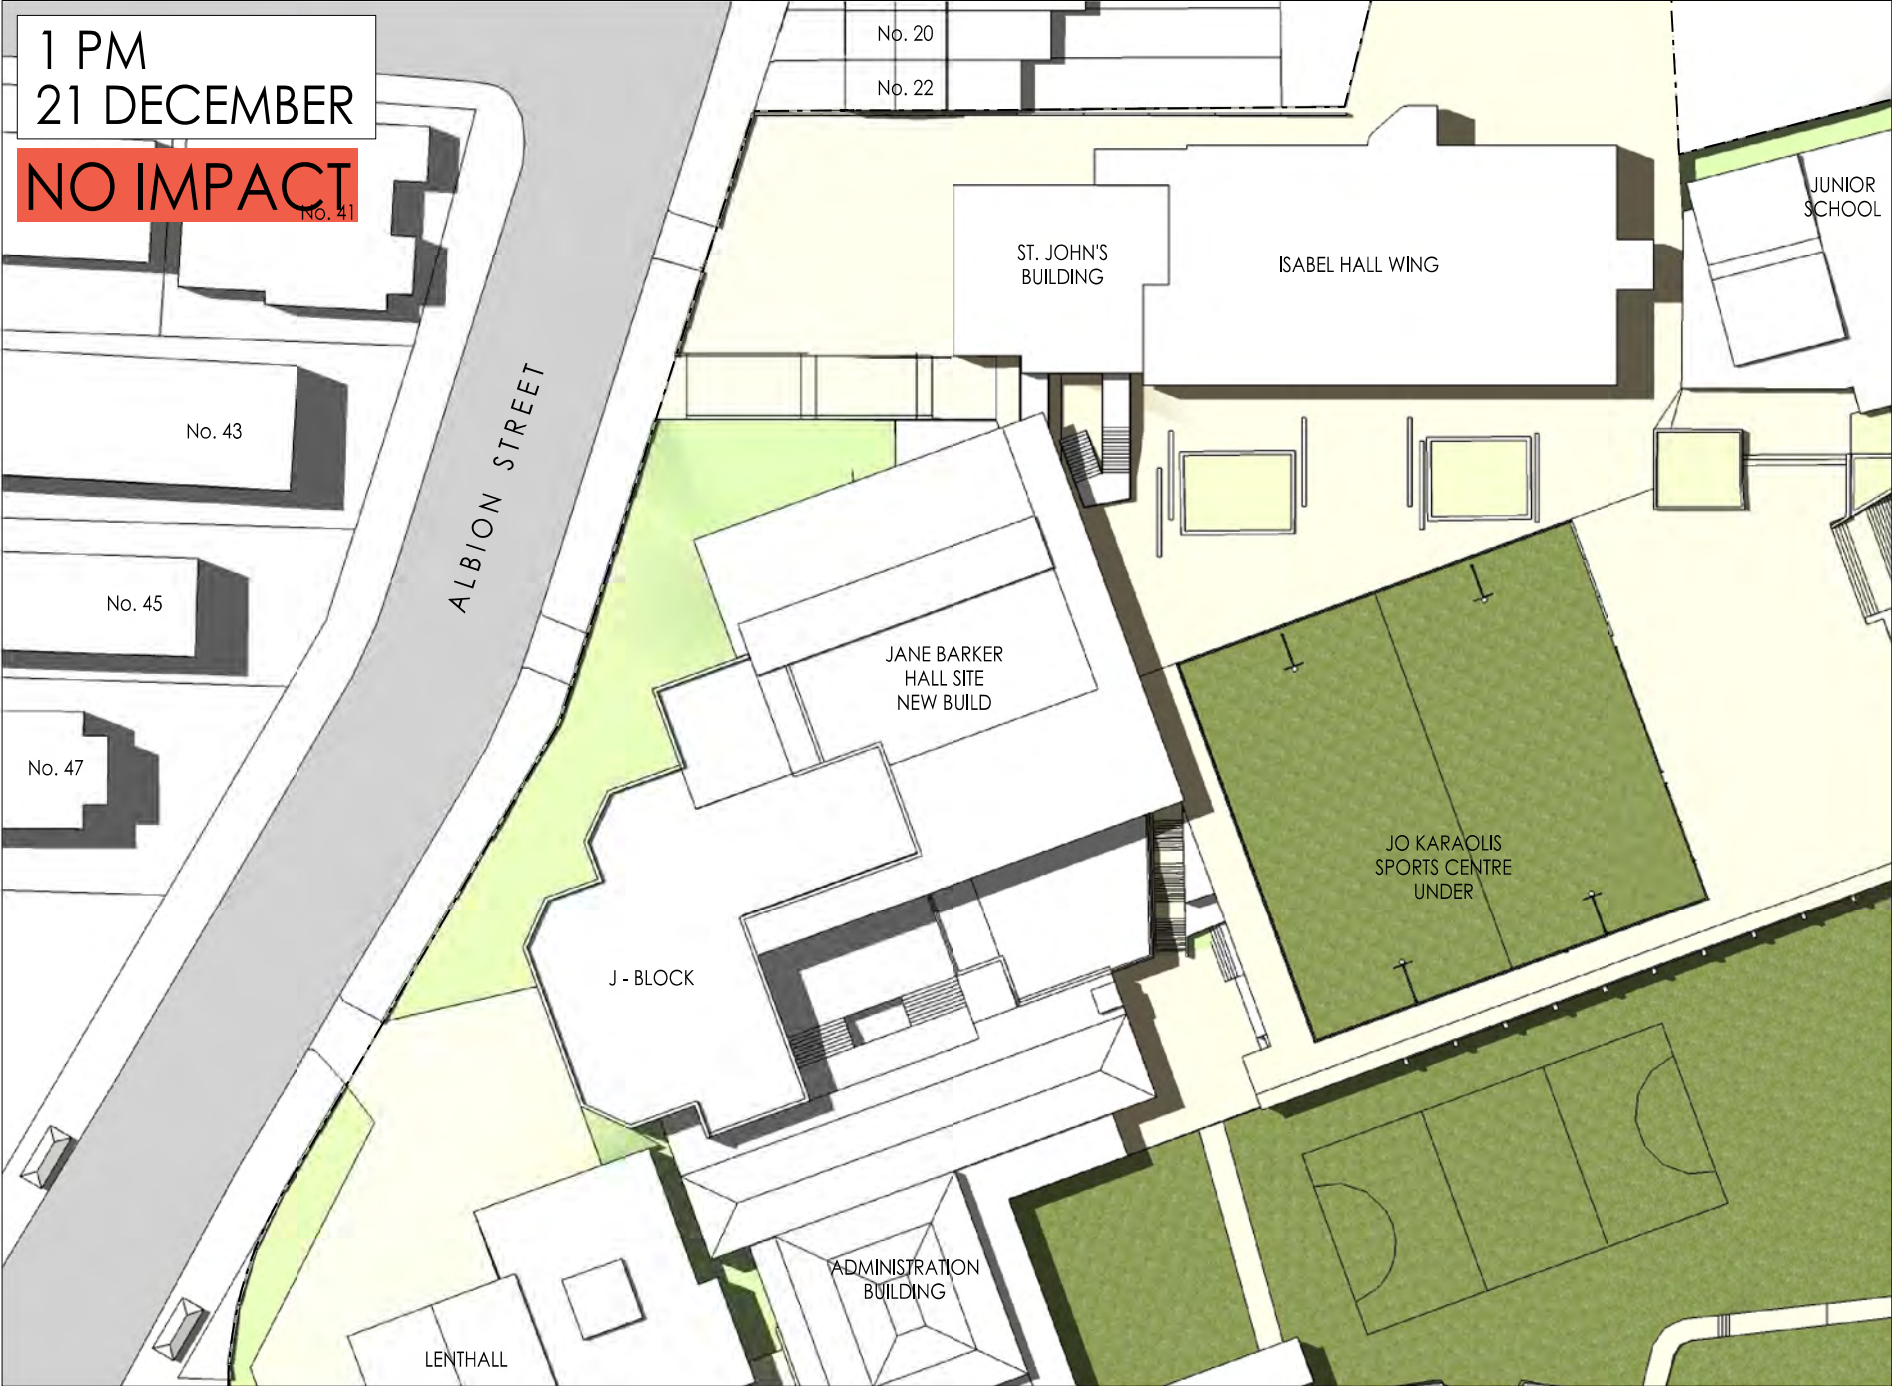 1 PM
21 DECEMBER
NO IMPACT
No. 41
No. 20
No. 22
JUNIOR
SCHOOL
ST. JOHN'S
BUILDING
ISABEL HALL WING
No. 43
ALBION STREET
No. 45
JANE BARKER
HALL SITE
NEW BUILD
No. 47
JO KARAOLIS
SPORTS CENTRE
UNDER
J - BLOCK
ADMINISTRATION
BUILDING
LENTHALL